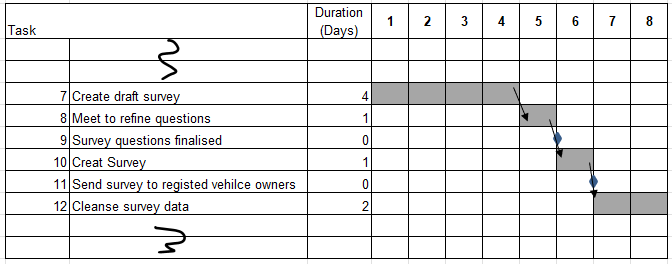 Task Duration (Days) 1 2 3 4 5 6 7 8
7 Create draft survey 4
8 Meet to refine questions 1
9 Survey questions finalised 0
10 Creat Survey 1
11 Send survey to registed vehilce owners 0
12 Cleanse survey data 2